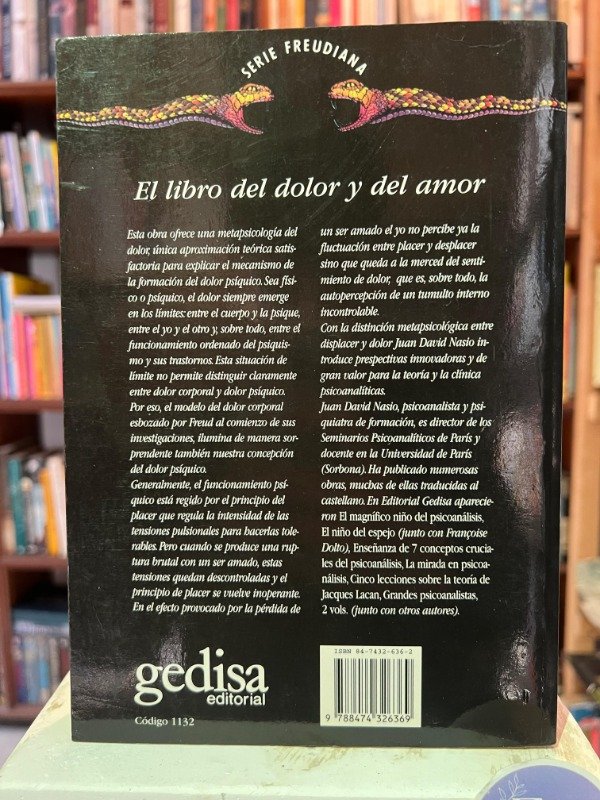 SERIE FREUDIANA
El libro del dolor y del amor
Esta obra ofrece una metapsicología del
dolor, única aproximación teórica satis-
factoria para explicar el mecanismo de
la formación del dolor psíquico. Sea físi-
co o psíquico, el dolor siempre emerge
en los límites: entre el cuerpo y la psique,
entre el yo y el otro y, sobre todo, entre el
funcionamiento ordenado del psiquis-
mo y sus trastornos. Esta situación de
límite no permite distinguir claramente
entre dolor corporal y dolor psíquico.
Por eso, el modelo del dolor corporal
esbozado por Freud al comienzo de sus
investigaciones, ilumina de manera sor-
prendente también nuestra concepción
del dolor psíquico.
Generalmente, el funcionamiento psí-
quico está regido por el principio del
placer que regula la intensidad de las
tensiones pulsionales para hacerlas tole-
rables. Pero cuando se produce una rup-
tura brutal con un ser amado, estas
tensiones quedan descontroladas y el
principio de placer se vuelve inoperante.
En el efecto provocado por la pérdida de
un ser amado el yo no percibe ya la
fluctuación entre placer y desplacer
sino que queda a la merced del senti-
miento de dolor, que es, sobre todo, la
autopercepción de un tumulto interno
incontrolable.
Con la distinción metapsicológica entre
displacer y dolor Juan David Nasio in-
troduce prespectivas innovadoras y de
gran valor para la teoría y la clínica
psicoanalíticas.
Juan David Nasio, psicoanalista y psi-
quiatra de formación, es director de los
Seminarios Psicoanalíticos de París y
docente en la Universidad de París
(Sorbona). Ha publicado numerosas
obras, muchas de ellas traducidas al
castellano. En Editorial Gedisa aparecie-
ron El magnífico niño del psicoanálisis,
El niño del espejo (junto con Françoise
Dolto), Enseñanza de 7 conceptos crucia-
les del psicoanálisis, La mirada en psicoa-
nálisis, Cinco lecciones sobre la teoría de
Jacques Lacan, Grandes psicoanalistas,
2 vols. (junto con otros autores).
gedisa
editorial
Código 1132
ISBN 84-7432-636-2
9 788474 326369